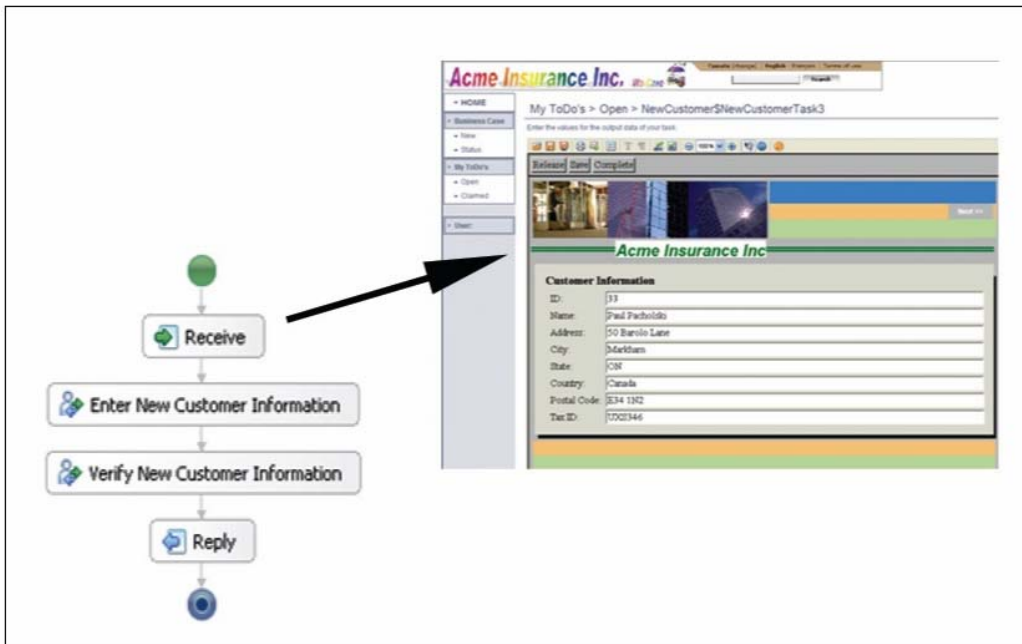 Acme Insurance Inc.
Search
HOME
Business Case
New
Status
My ToDo's
Open
Claimed
User:
My ToDo's > Open > NewCustomer$NewCustomerTask3
Enter the values for the output data of your task.
100%
Release Save Complete
Next >>
Acme Insurance Inc
Customer Information
ID: 33
Name: Paul Pacholski
Address: 50 Barolo Lane
City: Markham
State: ON
Country: Canada
Postal Code: E34 1N2
Tax ID: UX02346
Receive
Enter New Customer Information
Verify New Customer Information
Reply